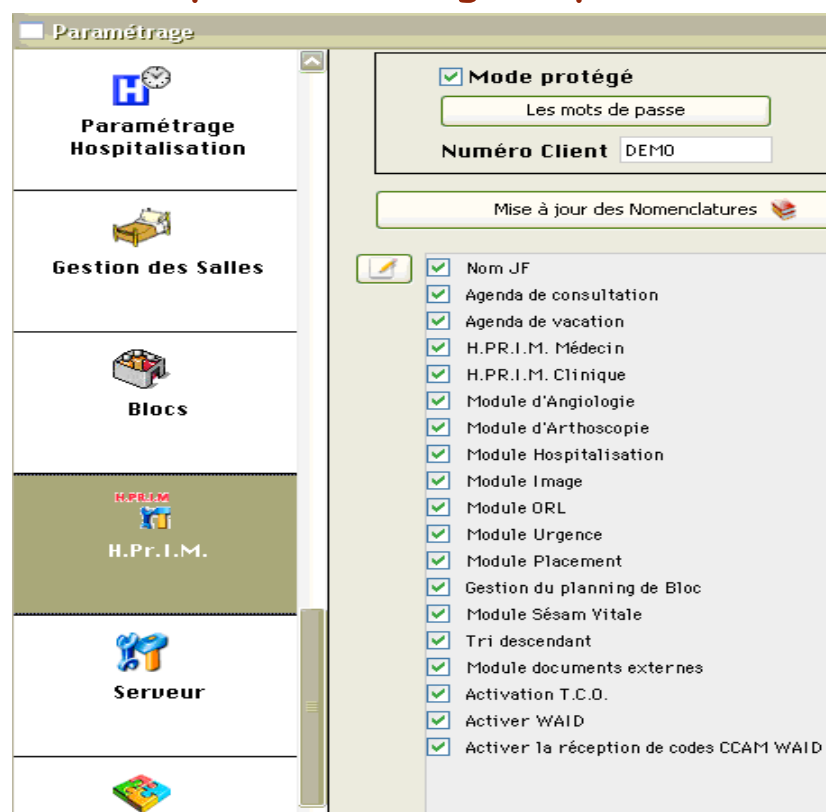 Paramétrage
Paramétrage
Hospitalisation
Gestion des Salles
Blocs
H.PR.I.M
H.Pr.I.M.
Serveur
Mode protégé
Les mots de passe
Numéro Client DEMO
Mise à jour des Nomenclatures
Nom JF
Agenda de consultation
Agenda de vacation
H.PR.I.M. Médecin
H.PR.I.M. Clinique
Module d'Angiologie
Module d'Arthoscopie
Module Hospitalisation
Module Image
Module ORL
Module Urgence
Module Placement
Gestion du planning de Bloc
Module Sésam Vitale
Tri descendant
Module documents externes
Activation T.C.O.
Activer WAID
Activer la réception de codes CCAM WAID